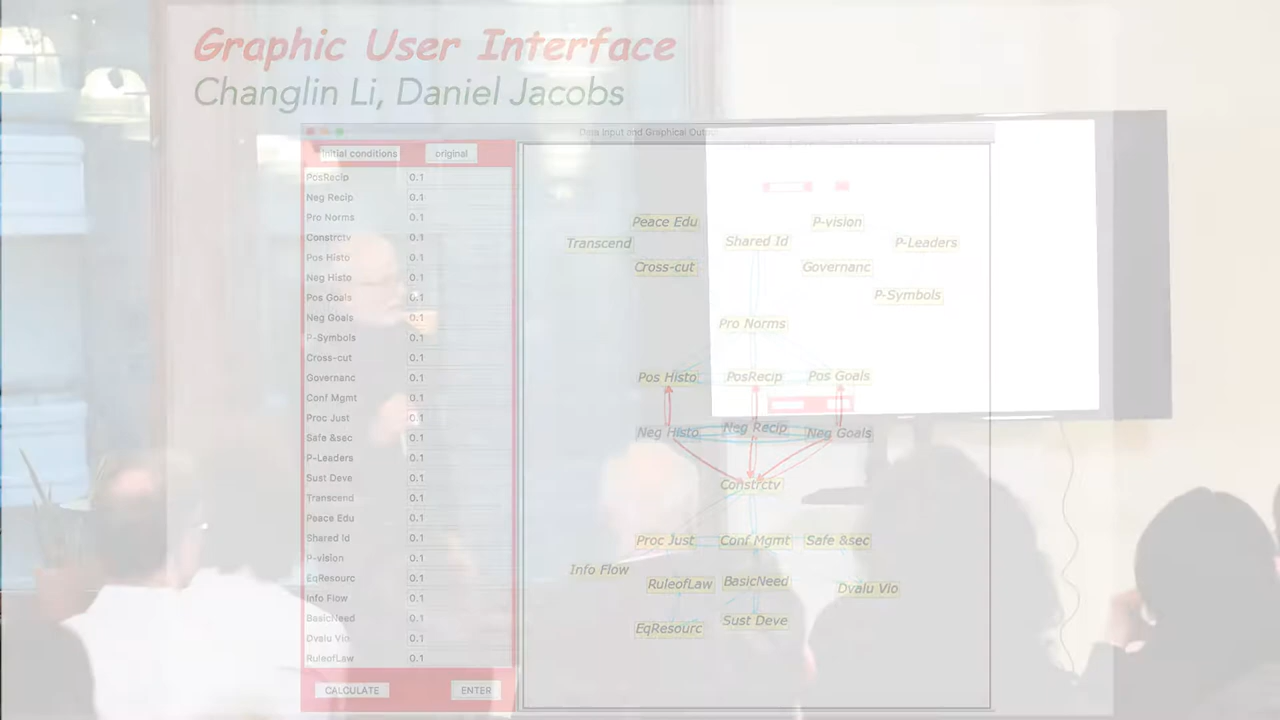 Graphic User Interface
Changlin Li, Daniel Jacobs
Data Input and Graphical Output
initial conditions original
PosRecip 0.1
Neg Recip 0.1
Pro Norms 0.1
Constrctv 0.1
Pos Histo 0.1
Neg Histo 0.1
Pos Goals 0.1
Neg Goals 0.1
P-Symbols 0.1
Cross-cut 0.1
Governanc 0.1
Conf Mgmt 0.1
Proc Just 0.1
Safe &sec 0.1
P-Leaders 0.1
Sust Deve 0.1
Transcend 0.1
Peace Edu 0.1
Shared Id 0.1
P-vision 0.1
EqResourc 0.1
Info Flow 0.1
BasicNeed 0.1
Dvalu Vio 0.1
RuleofLaw 0.1
CALCULATE ENTER
Peace Edu P-vision
Transcend Shared Id P-Leaders
Cross-cut Governanc
P-Symbols
Pro Norms
Pos Histo PosRecip Pos Goals
Neg Histo Neg Recip Neg Goals
Constrctv
Proc Just Conf Mgmt Safe &sec
Info Flow
RuleofLaw BasicNeed Dvalu Vio
EqResourc Sust Deve